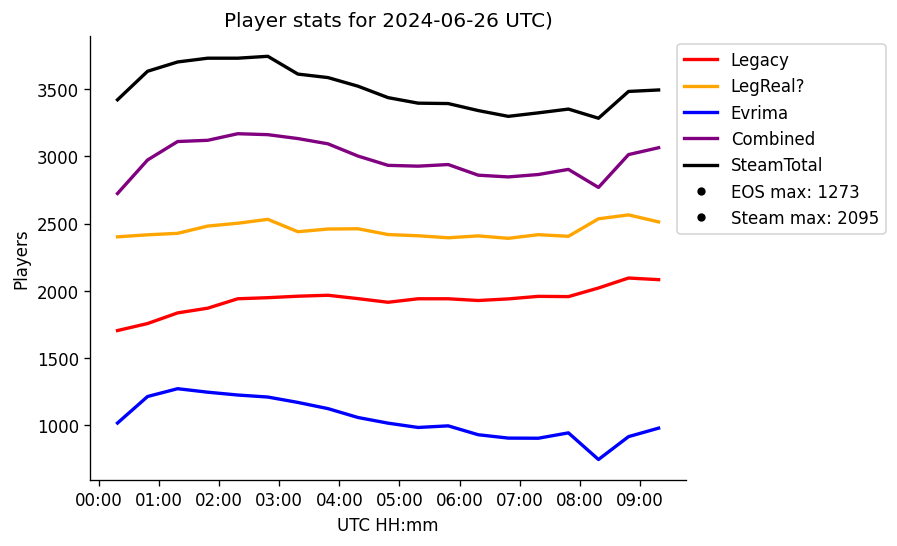 Player stats for 2024-06-26 UTC)
Legacy
LegReal?
Evrima
Combined
SteamTotal
EOS max: 1273
Steam max: 2095
Players
3500
3000
2500
2000
1500
1000
00:00 01:00 02:00 03:00 04:00 05:00 06:00 07:00 08:00 09:00
UTC HH:mm